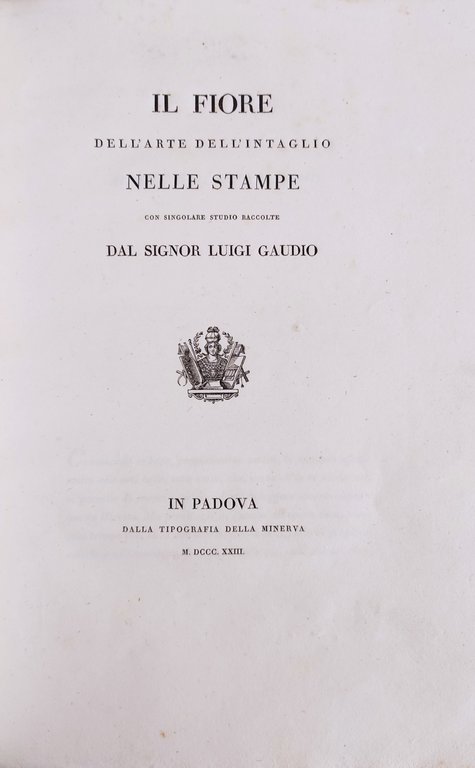 IL FIORE
DELL'ARTE DELL'INTAGLIO
NELLE STAMPE
CON SINGOLARE STUDIO RACCOLTE
DAL SIGNOR LUIGI GAUDIO
IN PADOVA
DALLA TIPOGRAFIA DELLA MINERVA
M. DCCC. XXIII.